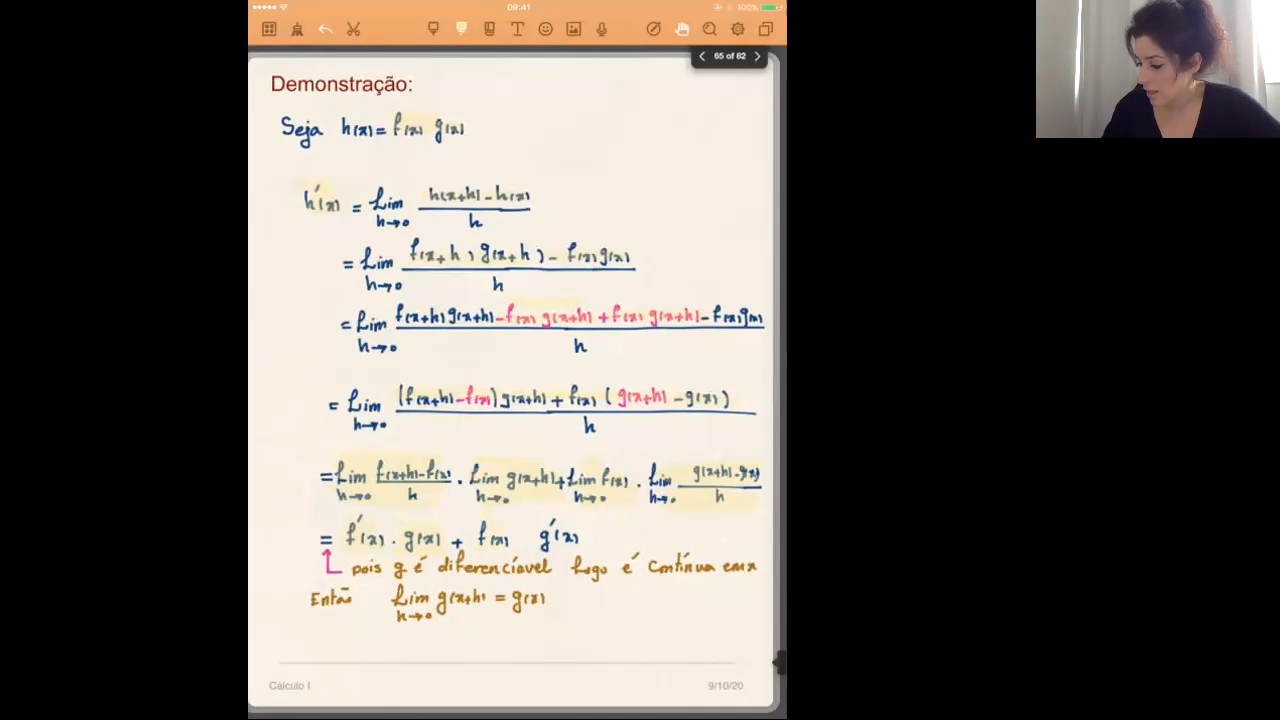 09:41
100%
65 of 82
Demonstração:
Seja h(x) = f(x) g(x)
h'(x) = Lim h→0 h(x+h) - h(x) / h
= Lim h→0 f(x+h) g(x+h) - f(x) g(x) / h
= Lim h→0 f(x+h) g(x+h) - f(x) g(x+h) + f(x) g(x+h) - f(x) g(x) / h
= Lim h→0 (f(x+h) - f(x)) g(x+h) + f(x) (g(x+h) - g(x)) / h
= Lim h→0 f(x+h) - f(x) / h . Lim h→0 g(x+h) + Lim h→0 f(x) . Lim h→0 g(x+h) - g(x) / h
= f'(x) . g(x) + f(x) g'(x)
pois g é diferenciável Logo é contínua em x
Então Lim h→0 g(x+h) = g(x)
Cálculo I
9/10/20